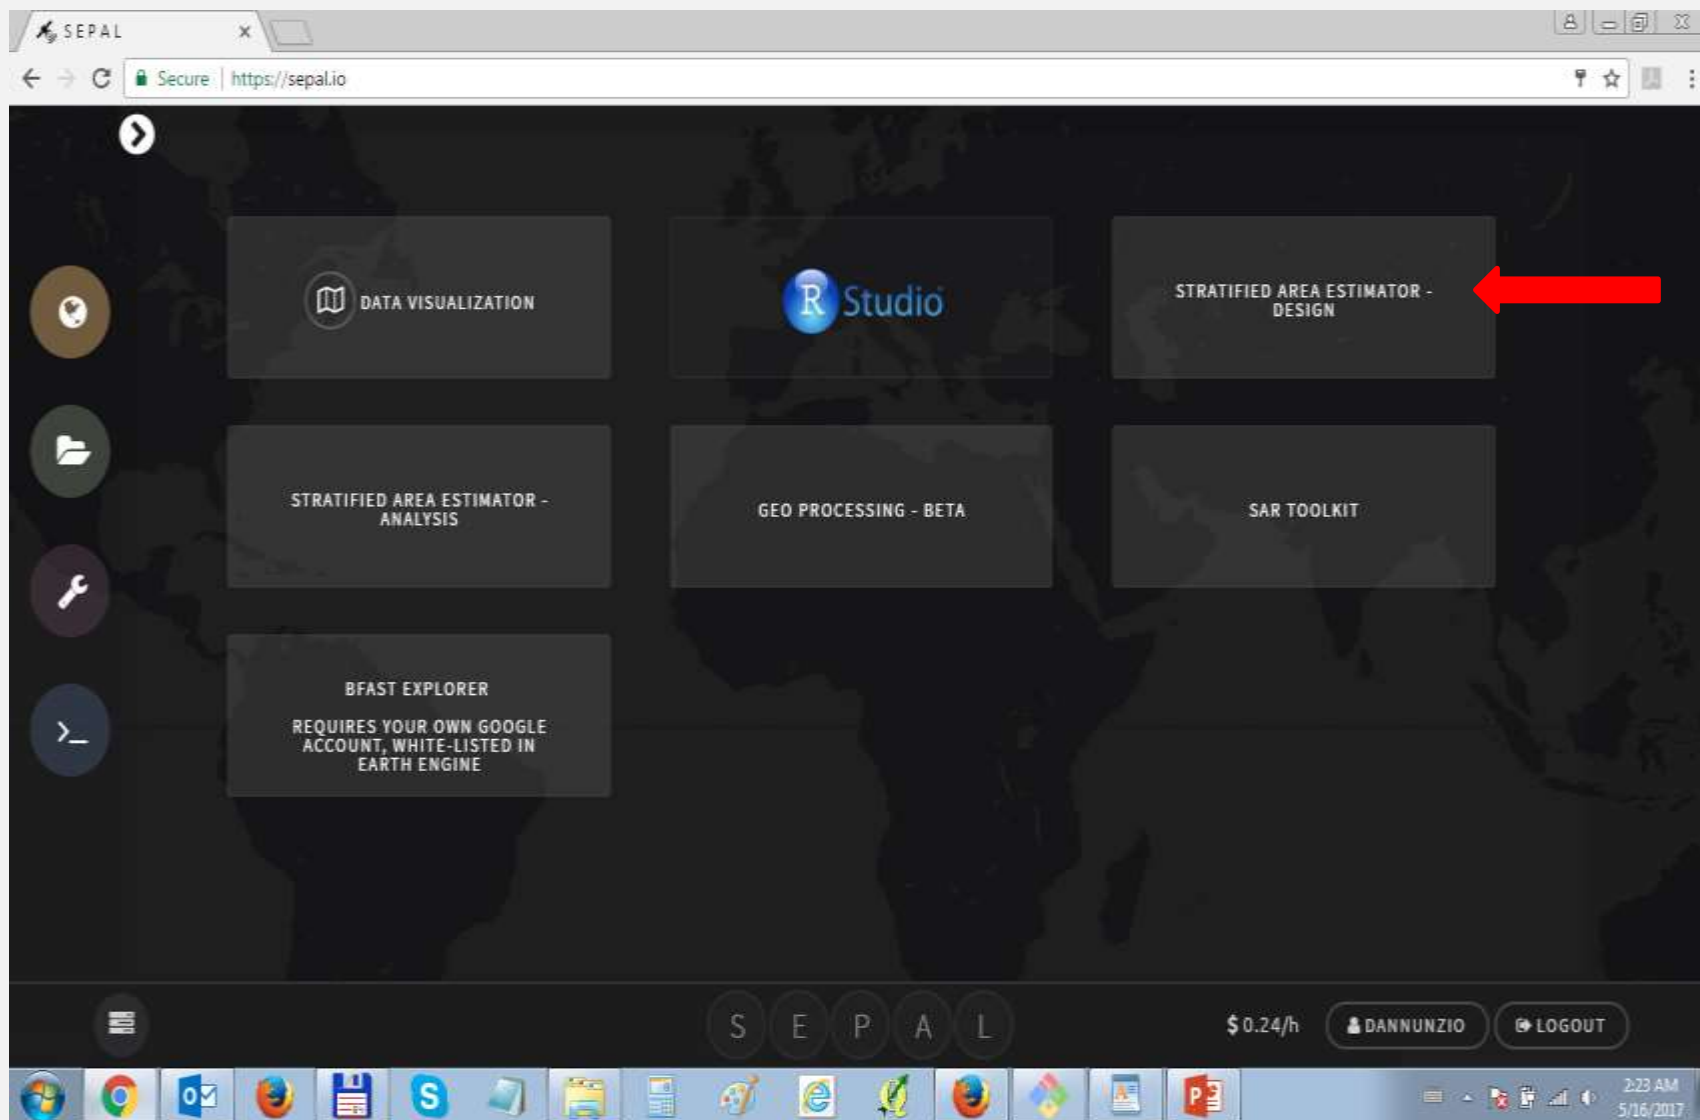 SEPAL
Secure | https://sepal.io
DATA VISUALIZATION
R Studio
STRATIFIED AREA ESTIMATOR -
DESIGN
STRATIFIED AREA ESTIMATOR -
ANALYSIS
GEO PROCESSING - BETA
SAR TOOLKIT
BFAST EXPLORER
REQUIRES YOUR OWN GOOGLE
ACCOUNT, WHITE-LISTED IN
EARTH ENGINE
S E P A L
$ 0.24/h
DANNUNZIO
LOGOUT
2:23 AM
5/16/2017